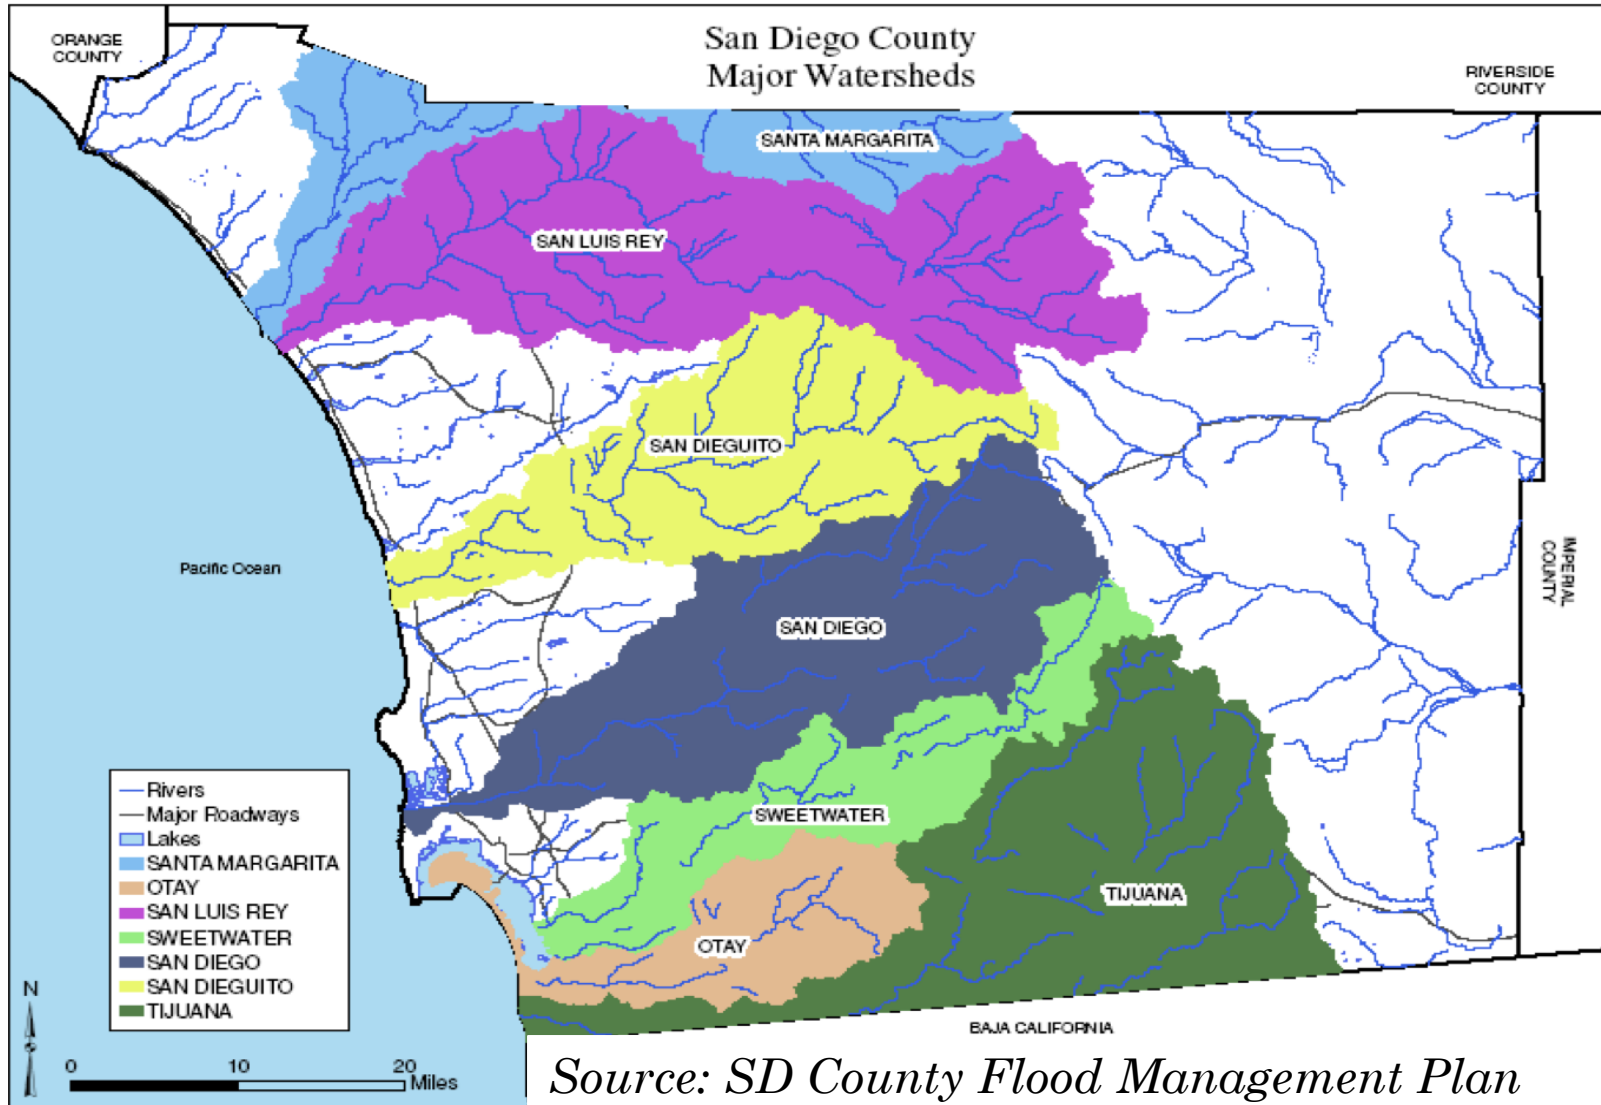 San Diego County
Major Watersheds
ORANGE
COUNTY
RIVERSIDE
COUNTY
SANTA MARGARITA
SAN LUIS REY
SAN DIEGUITO
Pacific Ocean
IMPERIAL
COUNTY
SAN DIEGO
SWEETWATER
TIJUANA
OTAY
Rivers
Major Roadways
Lakes
SANTA MARGARITA
OTAY
SAN LUIS REY
SWEETWATER
SAN DIEGO
SAN DIEGUITO
TIJUANA
N
0 10 20
Miles
BAJA CALIFORNIA
Source: SD County Flood Management Plan